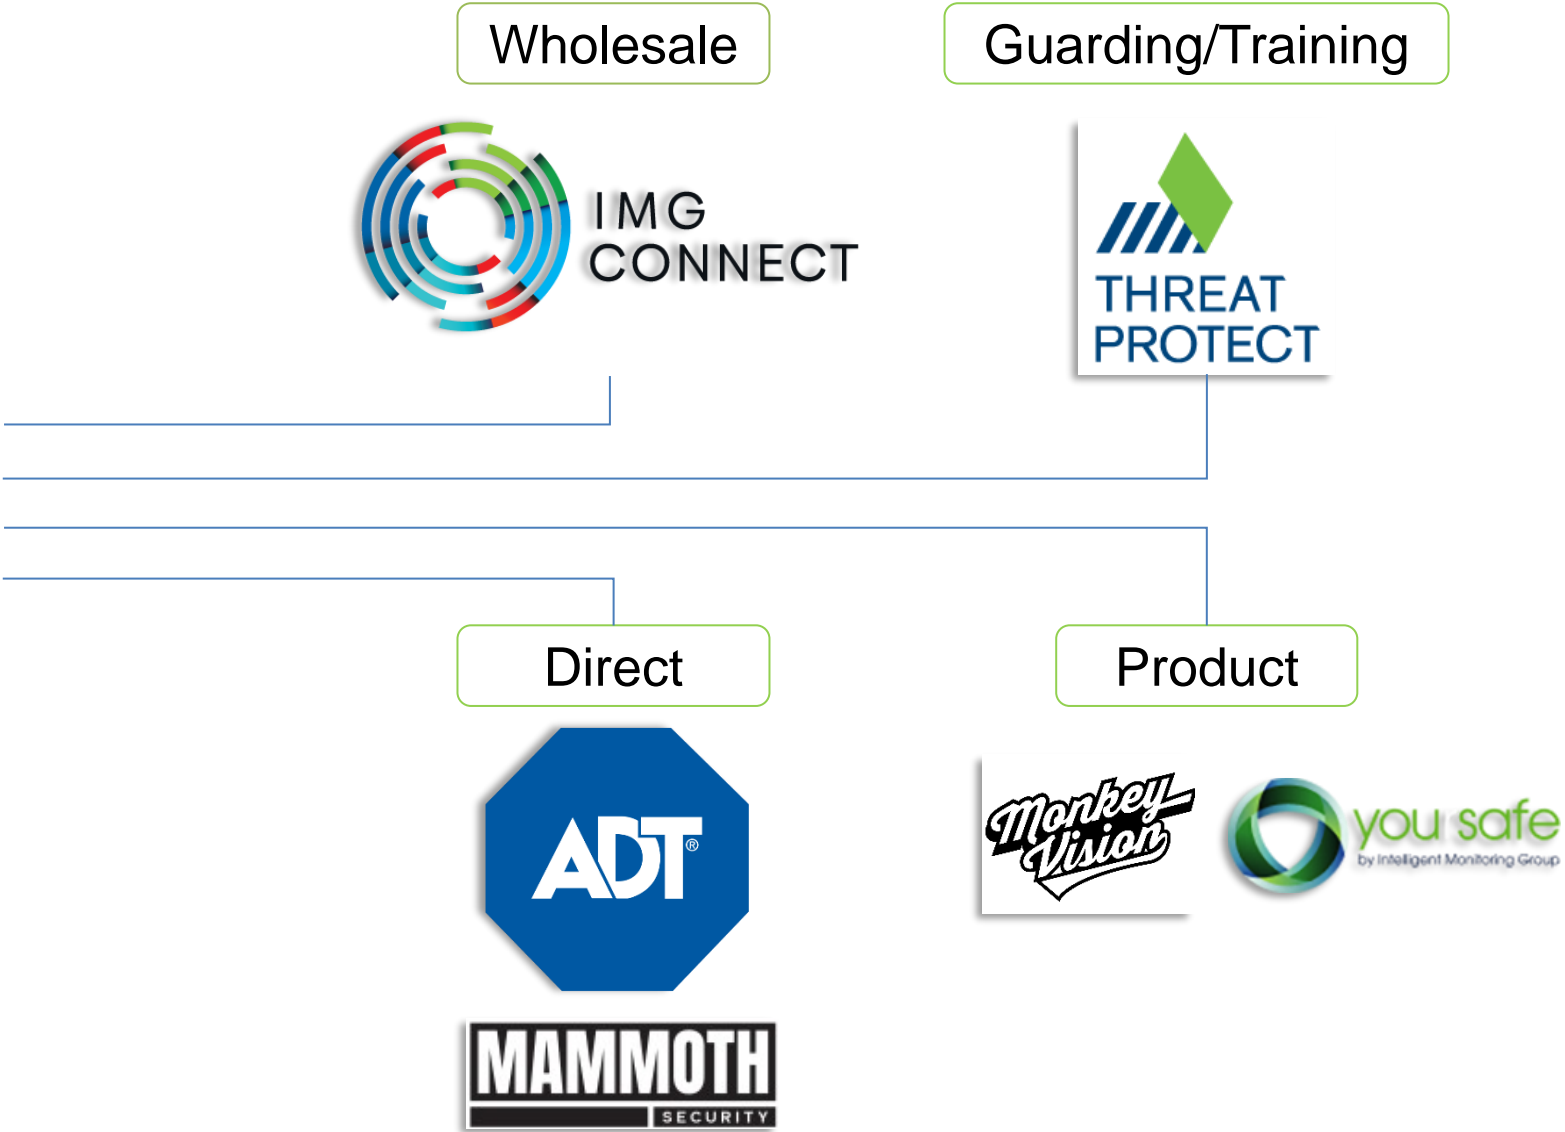 Wholesale
Guarding/Training
IMG
CONNECT
THREAT
PROTECT
Direct
Product
ADT®
Monkey
Vision
you safe
by Intelligent Monitoring Group
MAMMOTH
SECURITY